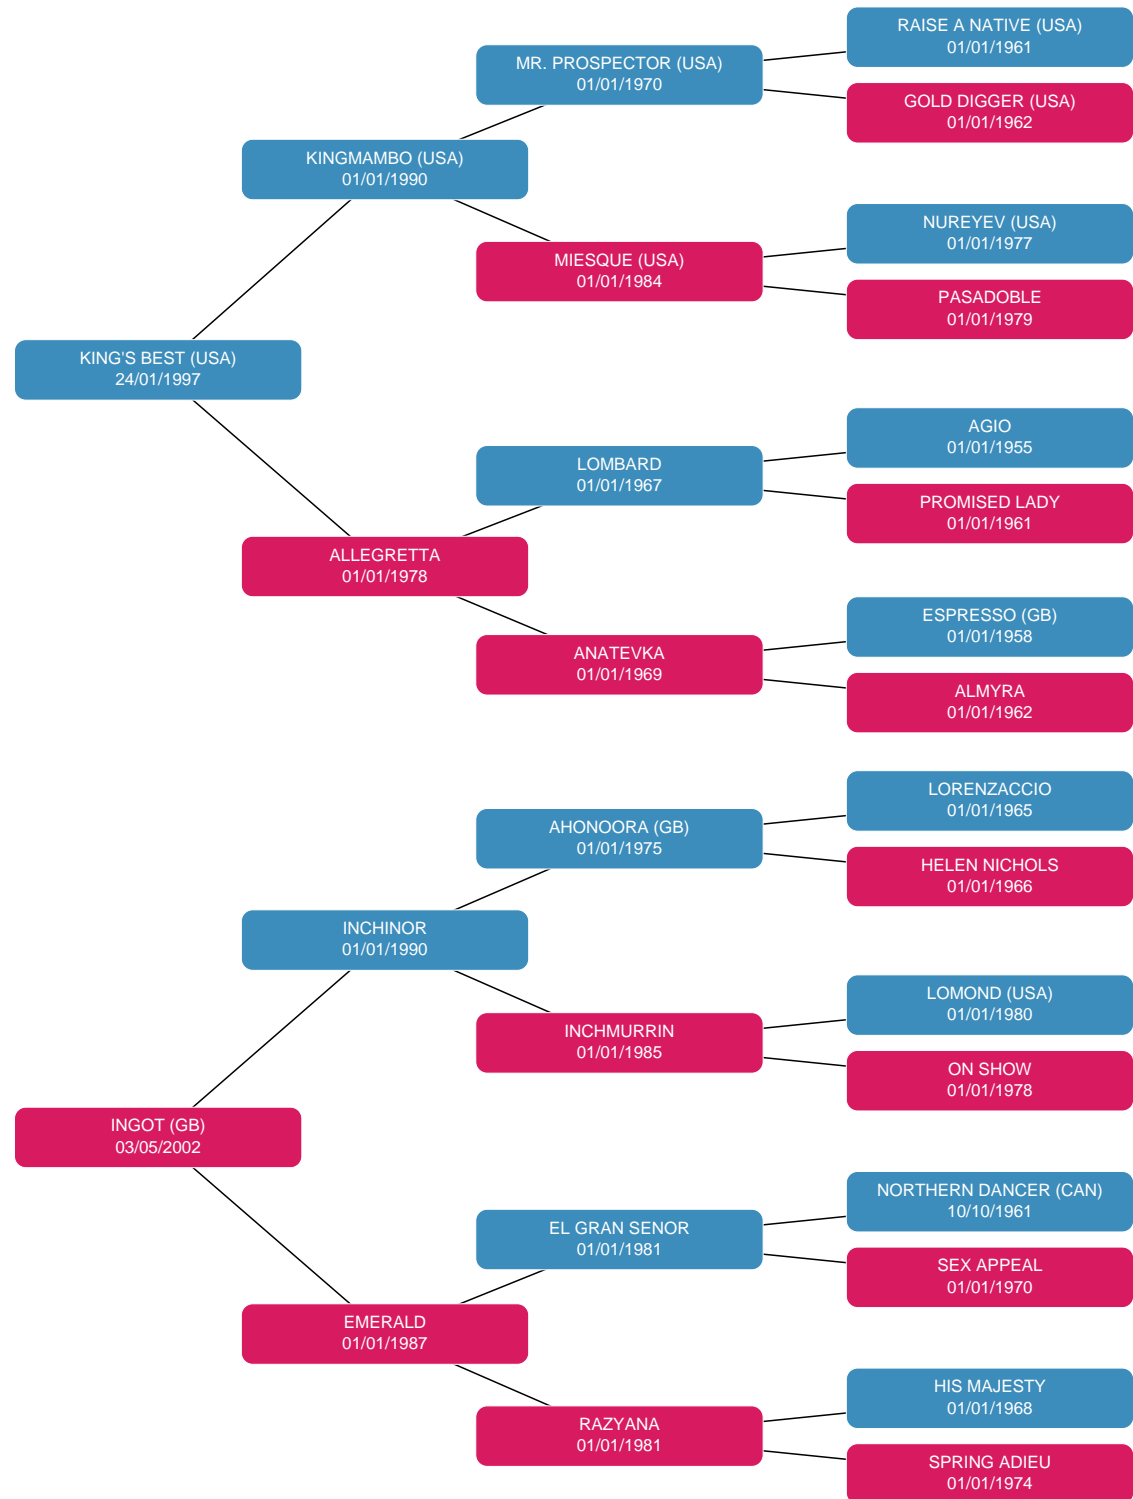 RAISE A NATIVE (USA)
01/01/1961
MR. PROSPECTOR (USA)
01/01/1970
GOLD DIGGER (USA)
01/01/1962
KINGMAMBO (USA)
01/01/1990
NUREYEV (USA)
01/01/1977
MIESQUE (USA)
01/01/1984
PASADOBLE
01/01/1979
KING'S BEST (USA)
24/01/1997
AGIO
01/01/1955
LOMBARD
01/01/1967
PROMISED LADY
01/01/1961
ALLEGRETTA
01/01/1978
ESPRESSO (GB)
01/01/1958
ANATEVKA
01/01/1969
ALMYRA
01/01/1962
LORENZACCIO
01/01/1965
AHONOORA (GB)
01/01/1975
HELEN NICHOLS
01/01/1966
INCHINOR
01/01/1990
LOMOND (USA)
01/01/1980
INCHMURRIN
01/01/1985
ON SHOW
01/01/1978
INGOT (GB)
03/05/2002
NORTHERN DANCER (CAN)
10/10/1961
EL GRAN SENOR
01/01/1981
SEX APPEAL
01/01/1970
EMERALD
01/01/1987
HIS MAJESTY
01/01/1968
RAZYANA
01/01/1981
SPRING ADIEU
01/01/1974